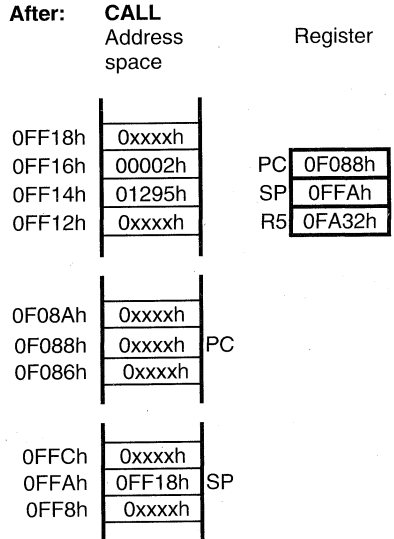 After: CALL
Address Register
space
0FF18h 0xxxxh
0FF16h 00002h PC 0F088h
0FF14h 01295h SP 0FFAh
0FF12h 0xxxxh R5 0FA32h
0F08Ah 0xxxxh
0F088h 0xxxxh PC
0F086h 0xxxxh
0FFCh 0xxxxh
0FFAh 0FF18h SP
0FF8h 0xxxxh